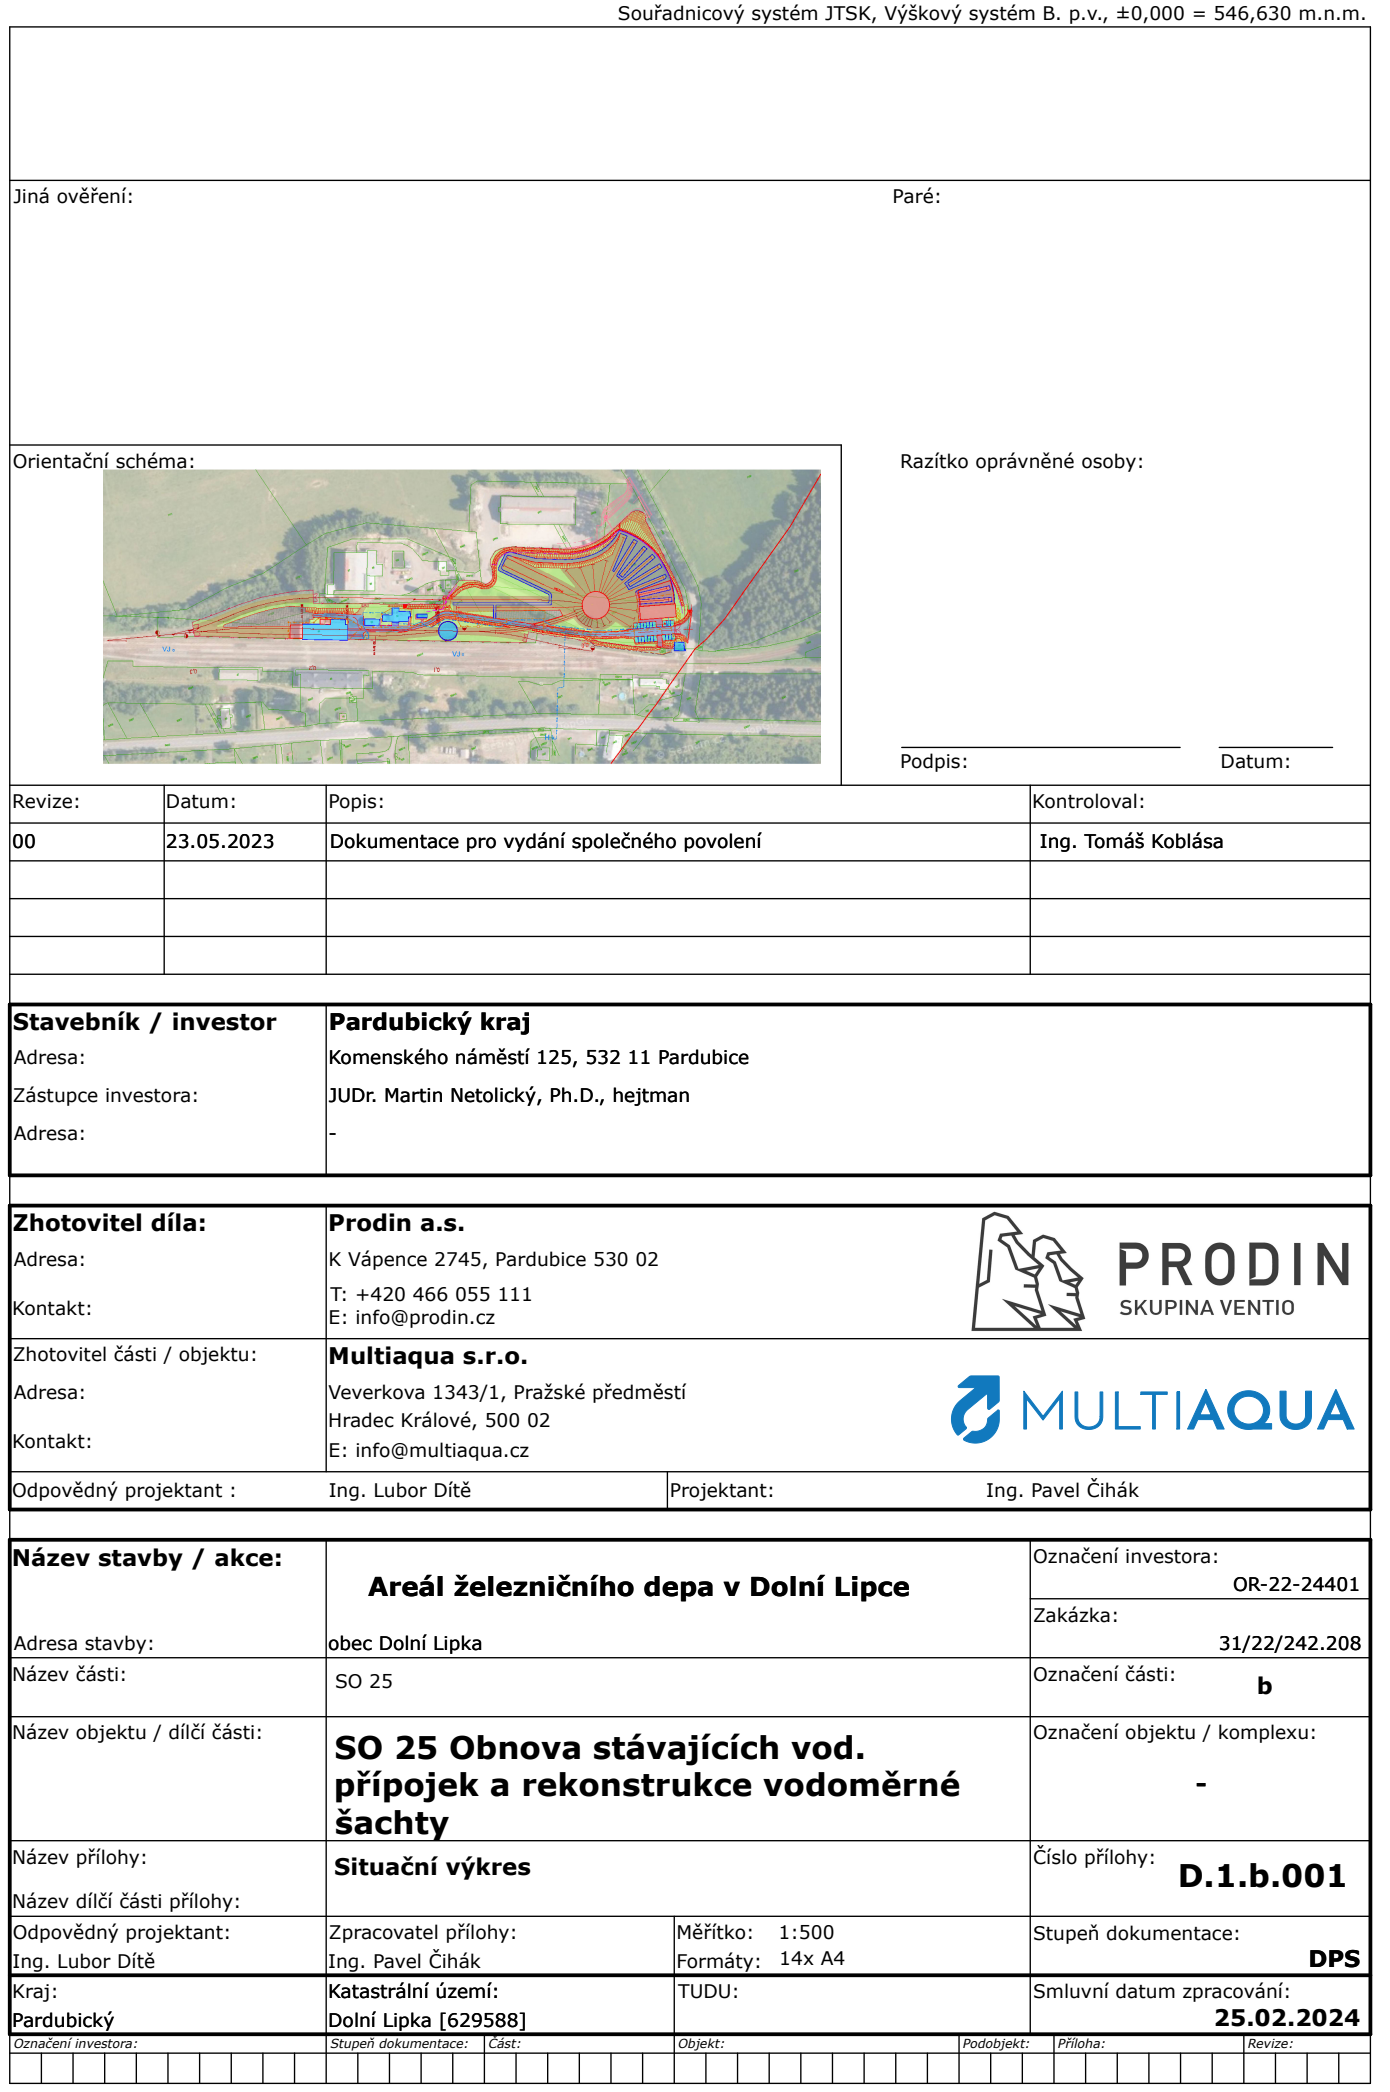 Souřadnicový systém JTSK, Výškový systém B. p.v., ±0,000 = 546,630 m.n.m.
Jiná ověření:
Paré:
Orientační schéma:
Razítko oprávněné osoby:
Podpis:
Datum:
Revize:
Datum:
Popis:
Kontroloval:
00
23.05.2023
Dokumentace pro vydání společného povolení
Ing. Tomáš Koblása
Stavebník / investor
Pardubický kraj
Adresa:
Komenského náměstí 125, 532 11 Pardubice
Zástupce investora:
JUDr. Martin Netolický, Ph.D., hejtman
Adresa:
-
Zhotovitel díla:
Prodin a.s.
Adresa:
K Vápence 2745, Pardubice 530 02
Kontakt:
T: +420 466 055 111
E: info@prodin.cz
PRODIN
SKUPINA VENTIO
Zhotovitel části / objektu:
Multiaqua s.r.o.
Adresa:
Veverkova 1343/1, Pražské předměstí
Hradec Králové, 500 02
Kontakt:
E: info@multiaqua.cz
MULTIAQUA
Odpovědný projektant :
Ing. Lubor Dítě
Projektant:
Ing. Pavel Čihák
Název stavby / akce:
Areál železničního depa v Dolní Lipce
Označení investora:
OR-22-24401
Zakázka:
31/22/242.208
Adresa stavby:
obec Dolní Lipka
Název části:
SO 25
Označení části:
b
Název objektu / dílčí části:
SO 25 Obnova stávajících vod.
přípojek a rekonstrukce vodoměrné
šachty
Označení objektu / komplexu:
-
Název přílohy:
Situační výkres
Číslo přílohy:
D.1.b.001
Název dílčí části přílohy:
Odpovědný projektant:
Ing. Lubor Dítě
Zpracovatel přílohy:
Ing. Pavel Čihák
Měřítko: 1:500
Formáty: 14x A4
Stupeň dokumentace:
DPS
Kraj:
Pardubický
Katastrální území:
Dolní Lipka [629588]
TUDU:
Smluvní datum zpracování:
25.02.2024
Označení investora:
Stupeň dokumentace:
Část:
Objekt:
Podobjekt:
Příloha:
Revize: